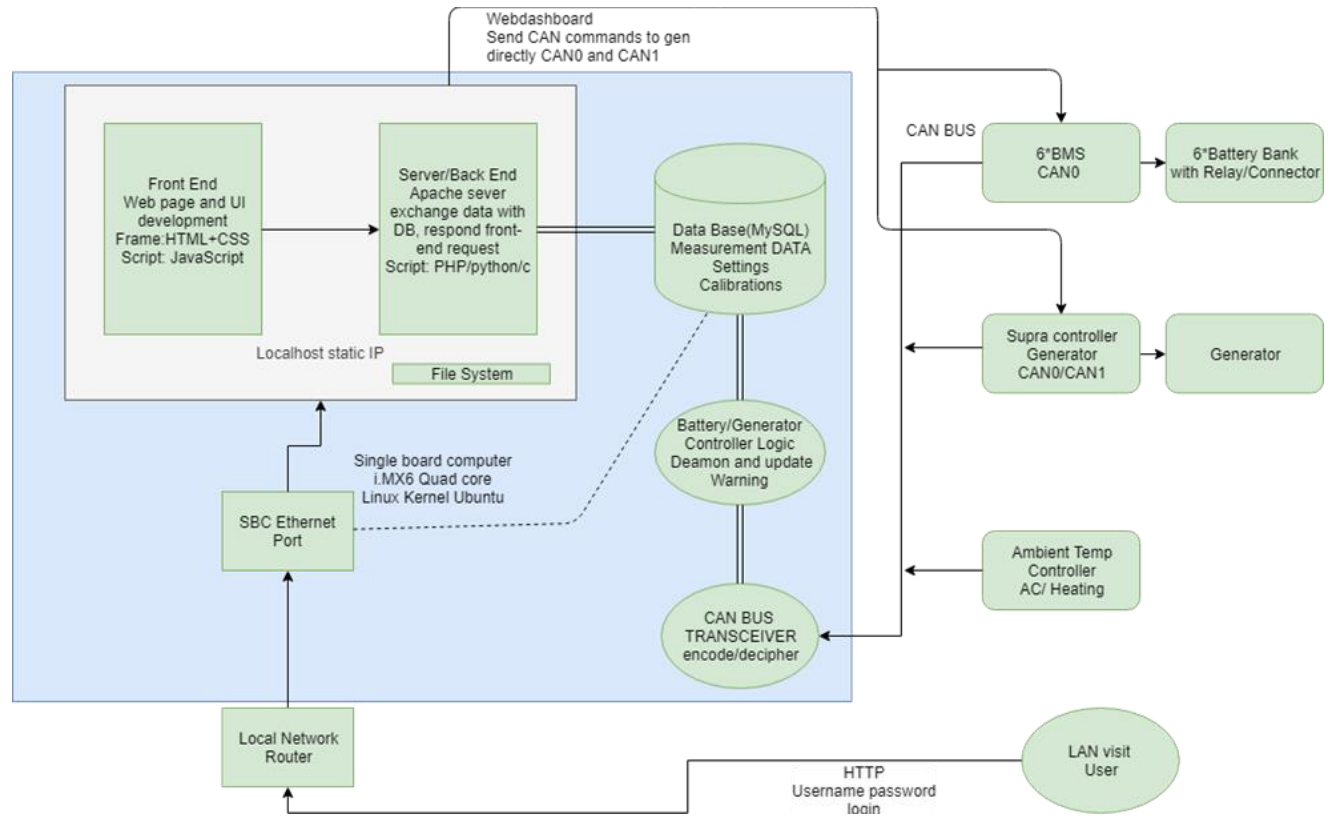 Webdashboard
Send CAN commands to gen
directly CAN0 and CAN1
Front End
Web page and UI
development
Frame:HTML+CSS
Script: JavaScript
Server/Back End
Apache sever
exchange data with
DB, respond front-
end request
Script: PHP/python/c
Localhost static IP
File System
Data Base(MySQL)
Measurement DATA
Settings
Calibrations
CAN BUS
6*BMS
CAN0
6*Battery Bank
with Relay/Connector
Supra controller
Generator
CAN0/CAN1
Generator
Battery/Generator
Controller Logic
Deamon and update
Warning
Single board computer
i.MX6 Quad core
Linux Kernel Ubuntu
SBC Ethernet
Port
Ambient Temp
Controller
AC/ Heating
CAN BUS
TRANSCEIVER
encode/decipher
Local Network
Router
LAN visit
User
HTTP
Username password
login